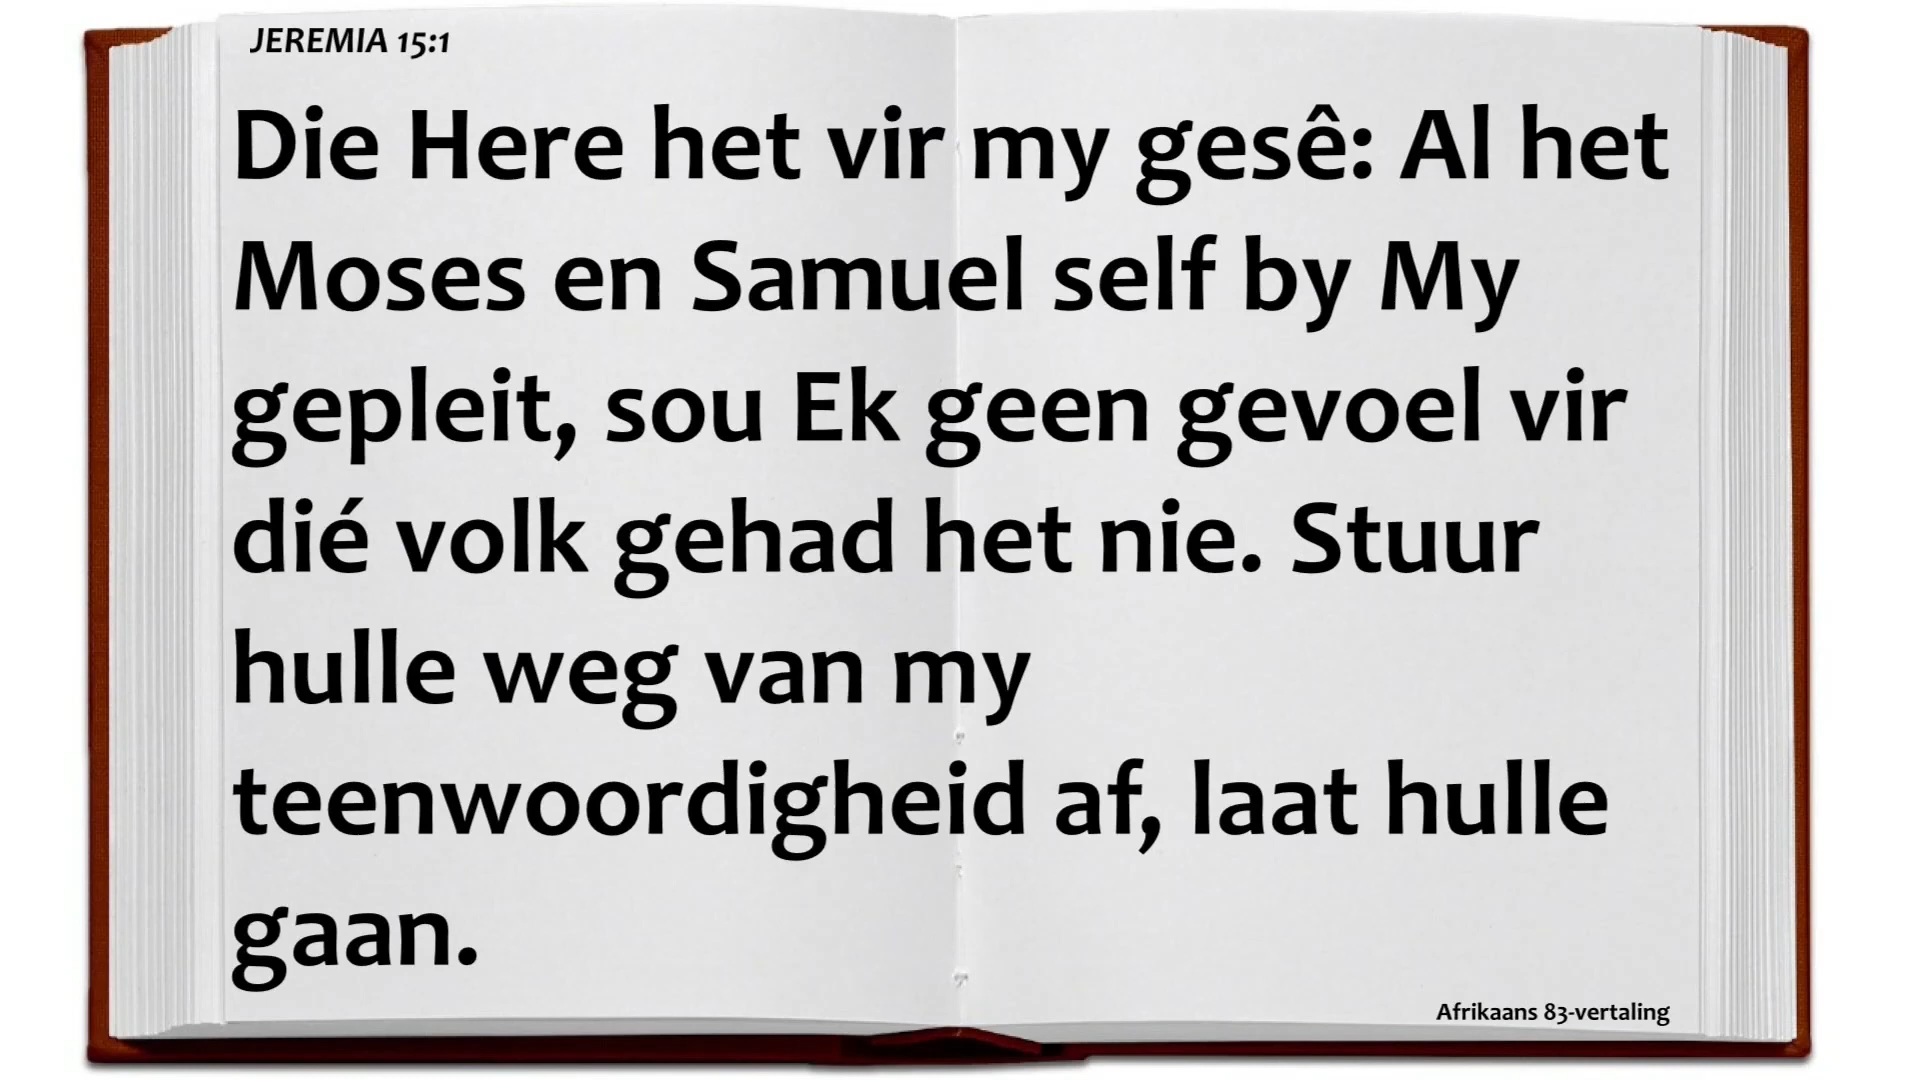 JEREMIA 15:1
Die Here het vir my gesê: Al het
Moses en Samuel self by My
gepleit, sou Ek geen gevoel vir
dié volk gehad het nie. Stuur
hulle weg van my
teenwoordigheid af, laat hulle
gaan.
Afrikaans 83-vertaling